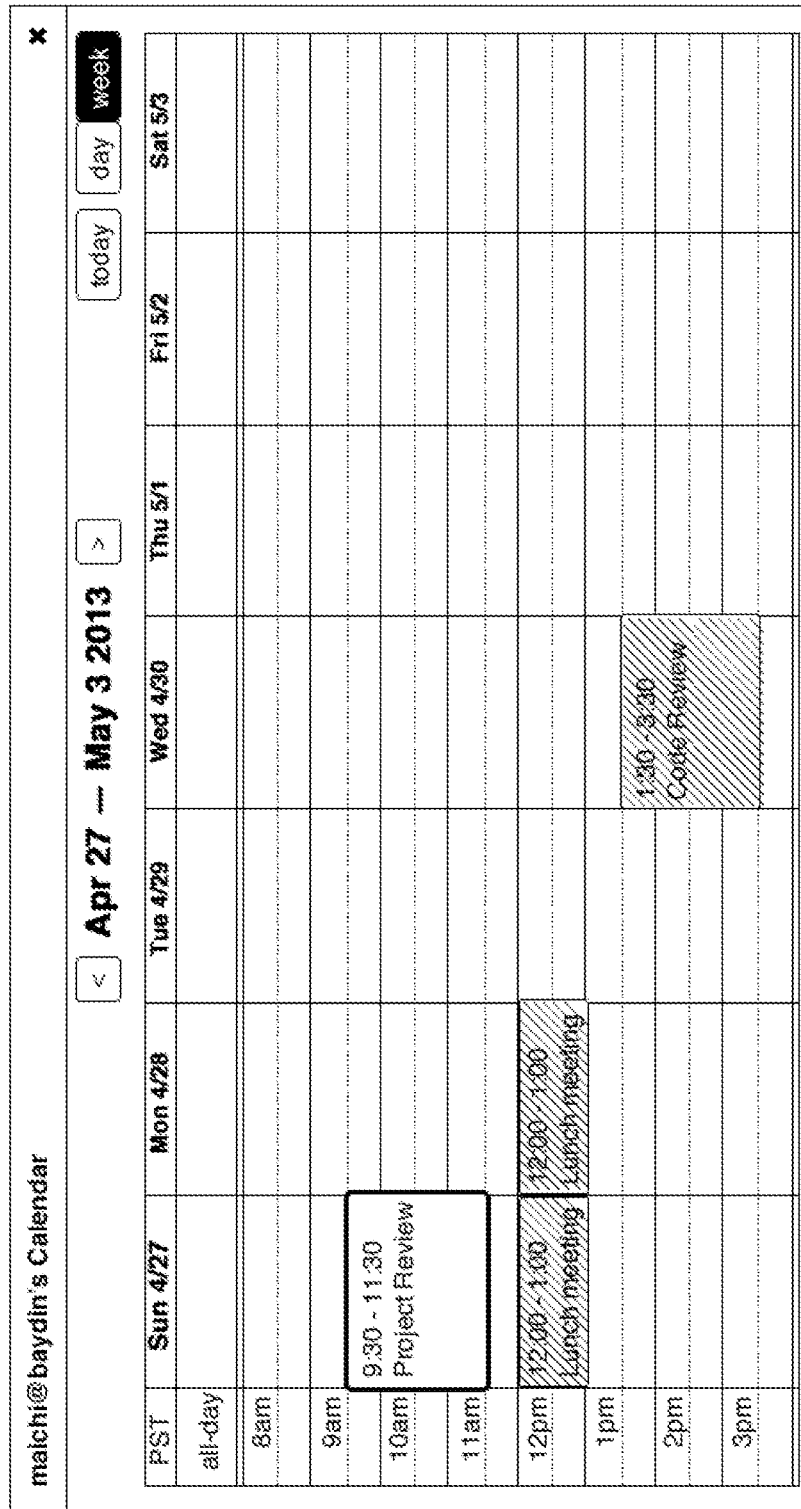 malchi@baydin's Calendar ×
< Apr 27 — May 3 2013 > today day week
PST Sun 4/27 Mon 4/28 Tue 4/29 Wed 4/30 Thu 5/1 Fri 5/2 Sat 5/3
all-day
8am
9am
9:30 - 11:30
Project Review
10am
11am
12pm
12:00 - 1:00 12:00 - 1:00
Lunch meeting Lunch meeting
1pm
1:30 - 3:30
Code Review
2pm
3pm